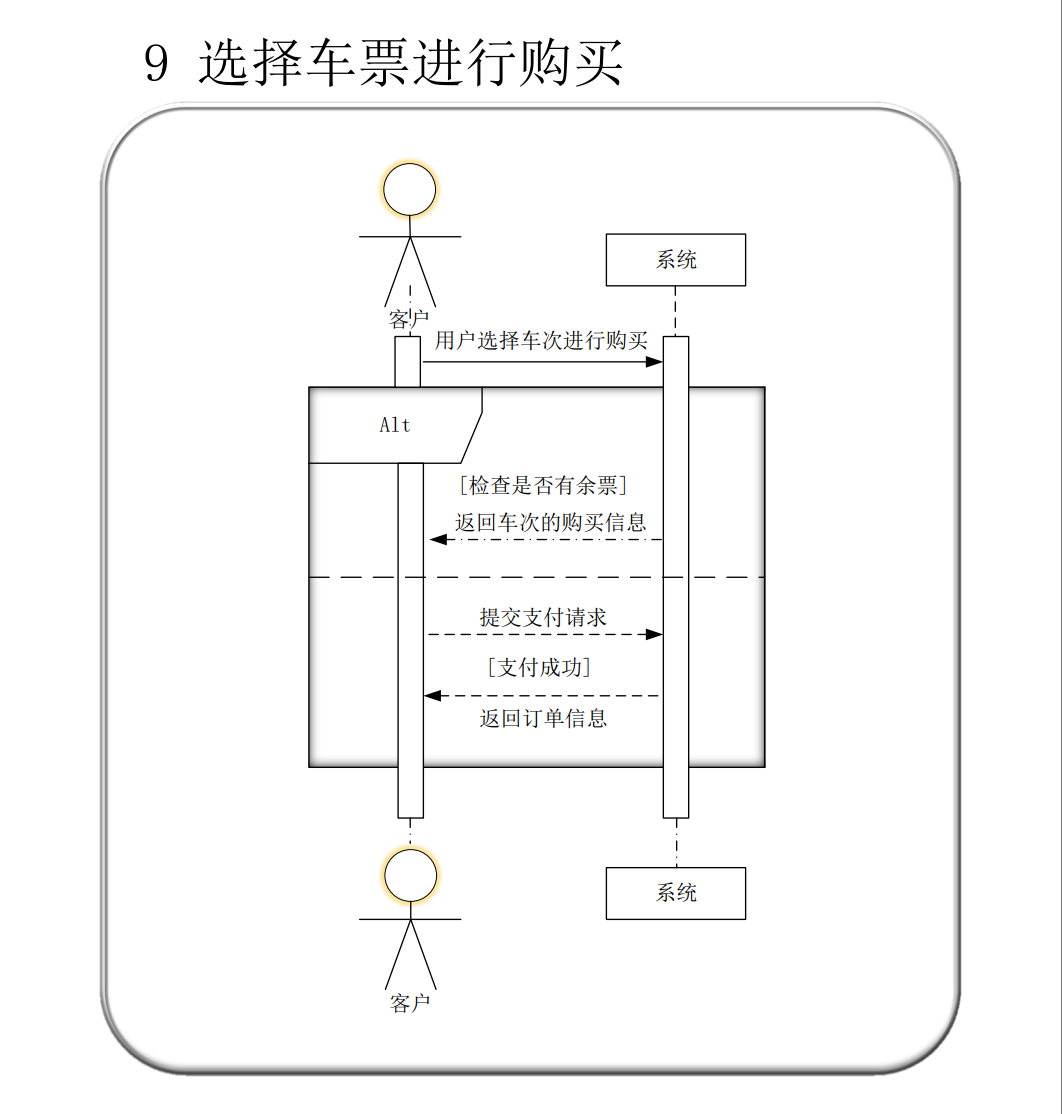 9 选择车票进行购买
系统
客户
用户选择车次进行购买
Alt
[检查是否有余票]
返回车次的购买信息
提交支付请求
[支付成功]
返回订单信息
系统
客户